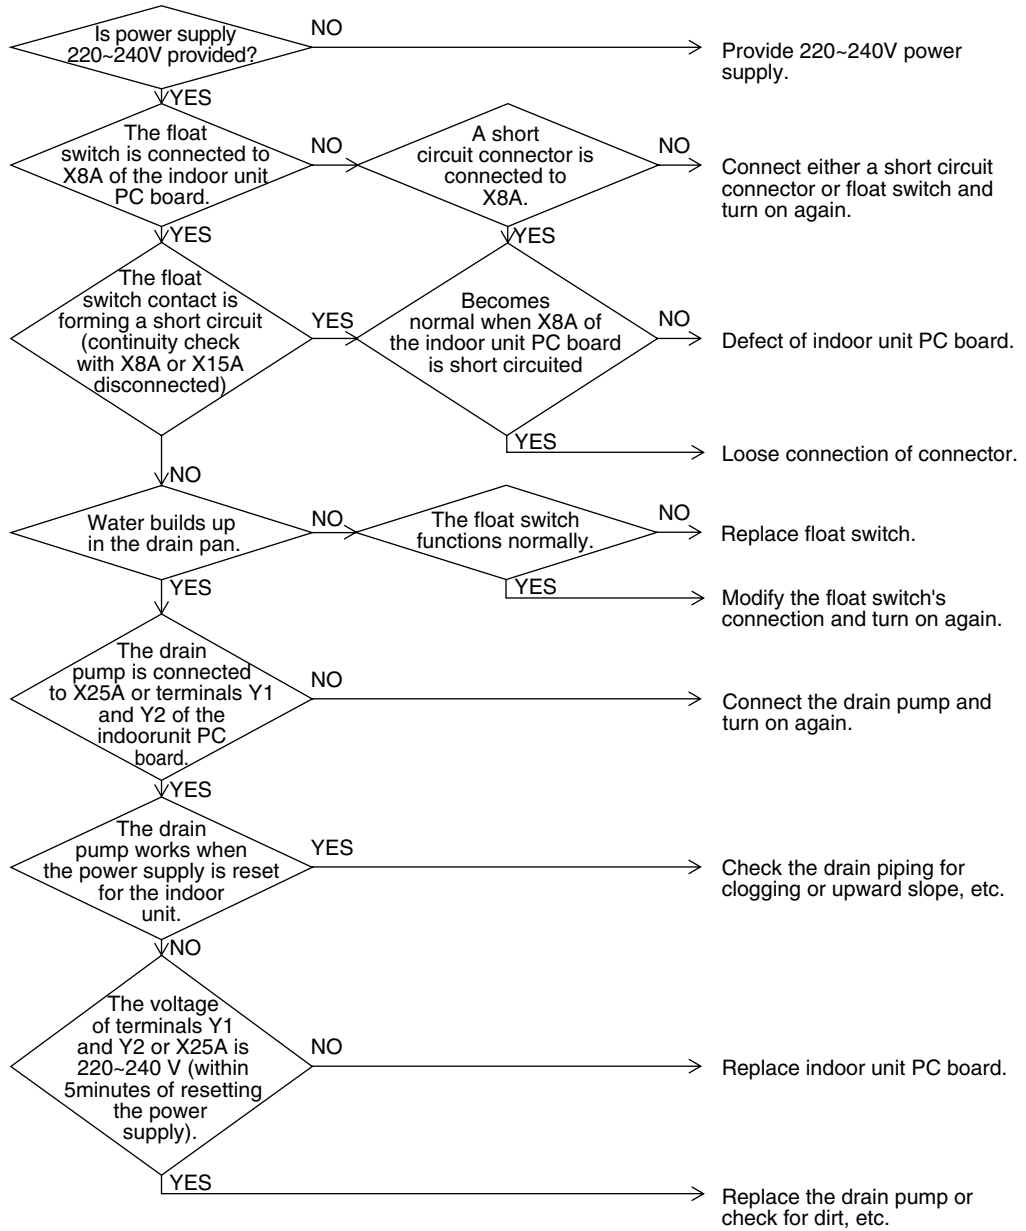 Is power supply
220~240V provided?
NO
Provide 220~240V power
supply.
YES
The float
switch is connected to
X8A of the indoor unit
PC board.
NO
A short
circuit connector is
connected to
X8A.
NO
Connect either a short circuit
connector or float switch and
turn on again.
YES
YES
The float
switch contact is
forming a short circuit
(continuity check
with X8A or X15A
disconnected)
YES
Becomes
normal when X8A of
the indoor unit PC board
is short circuited
NO
Defect of indoor unit PC board.
YES
Loose connection of connector.
NO
Water builds up
in the drain pan.
NO
The float switch
functions normally.
NO
Replace float switch.
YES
YES
Modify the float switch's
connection and turn on again.
The drain
pump is connected
to X25A or terminals Y1
and Y2 of the
indoorunit PC
board.
NO
Connect the drain pump and
turn on again.
YES
The drain
pump works when
the power supply is reset
for the indoor
unit.
YES
Check the drain piping for
clogging or upward slope, etc.
NO
The voltage
of terminals Y1
and Y2 or X25A is
220~240 V (within
5minutes of resetting
the power
supply).
NO
Replace indoor unit PC board.
YES
Replace the drain pump or
check for dirt, etc.